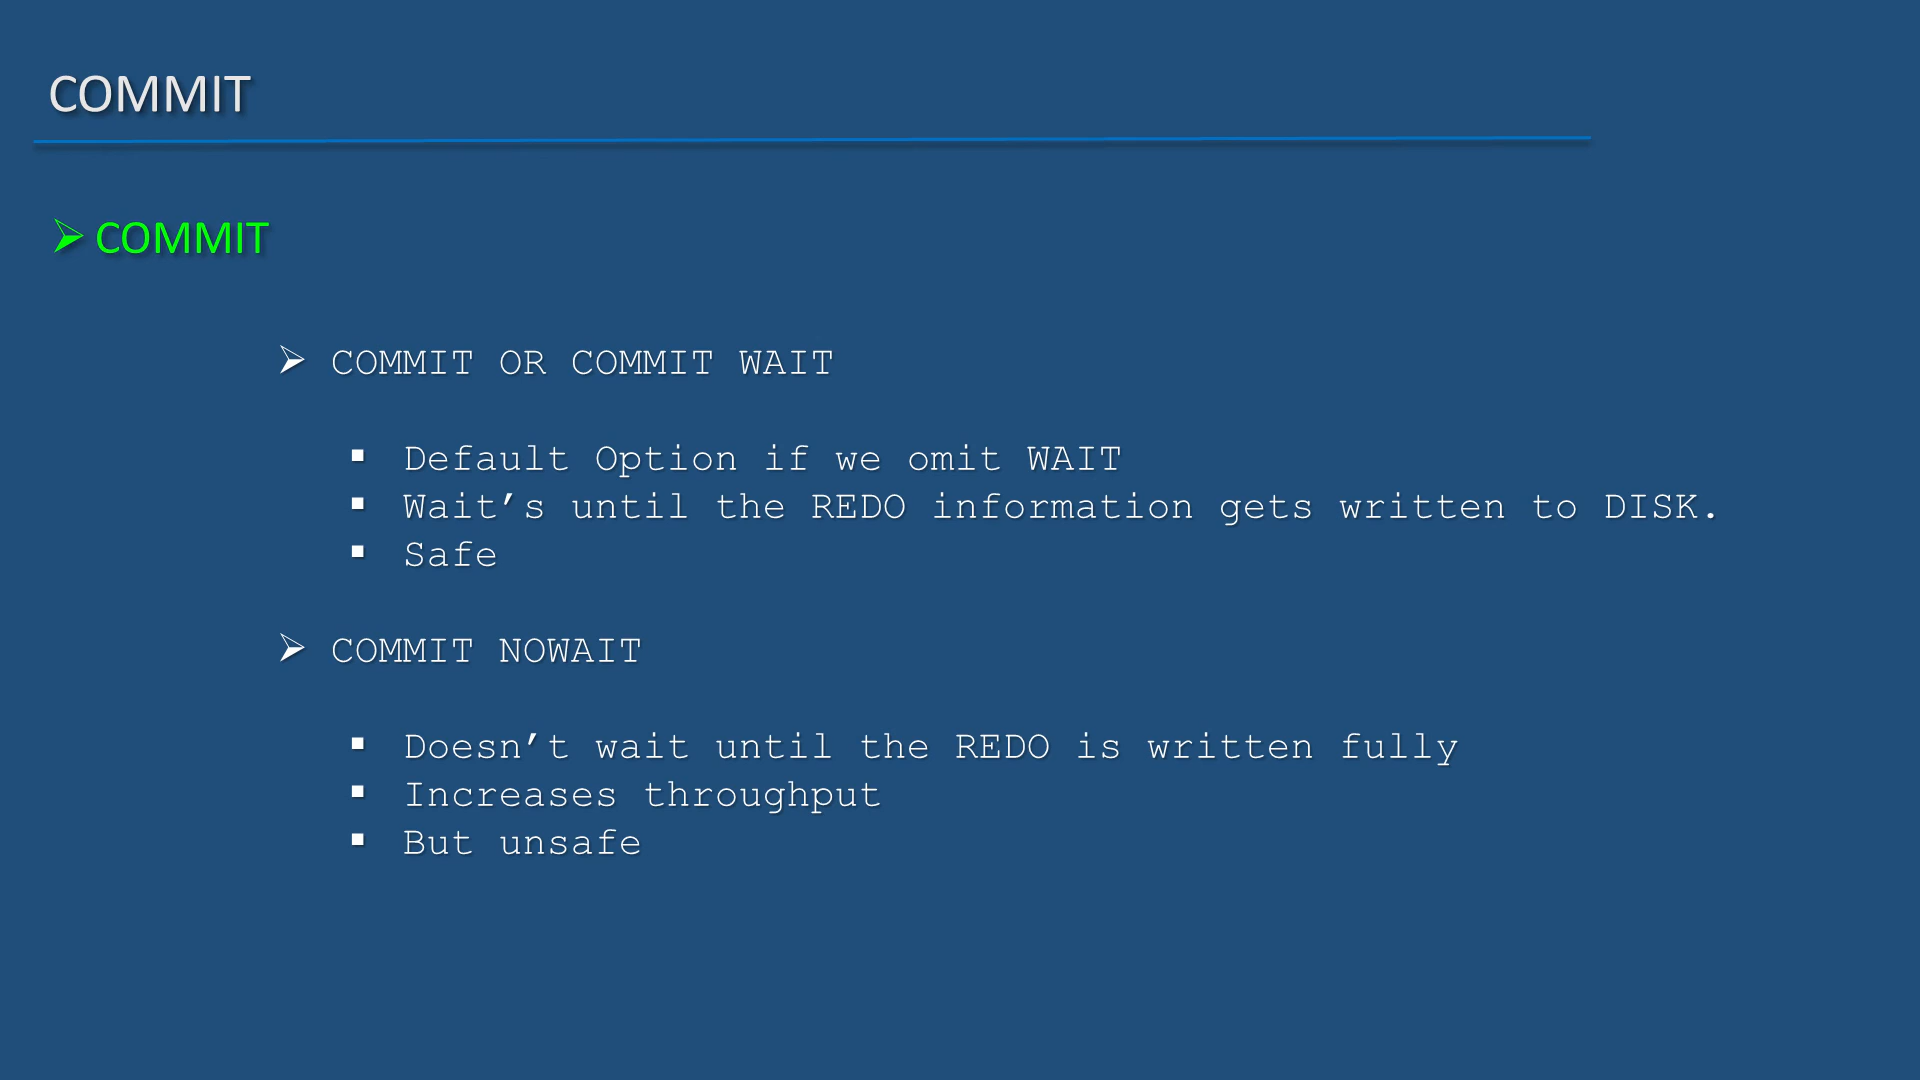 COMMIT
➢ COMMIT
➢ COMMIT OR COMMIT WAIT
▪ Default Option if we omit WAIT
▪ Wait’s until the REDO information gets written to DISK.
▪ Safe
➢ COMMIT NOWAIT
▪ Doesn’t wait until the REDO is written fully
▪ Increases throughput
▪ But unsafe